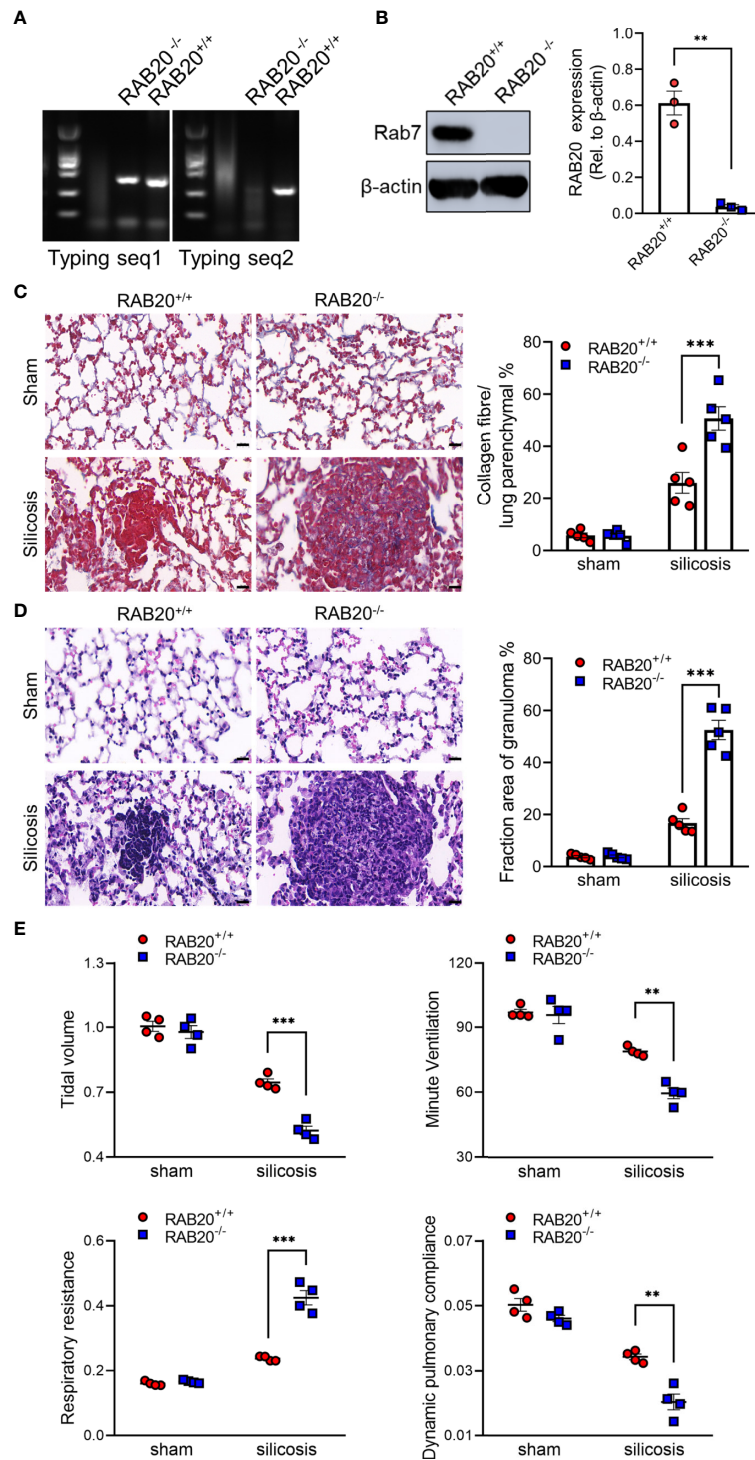 A
RAB20-/-
RAB20+/+
RAB20-/-
RAB20+/+
Typing seq1
Typing seq2
B
RAB20+/+
RAB20-/-
Rab7
β-actin
RAB20 expression
(Rel. to β-actin)
1.0
0.8
0.6
0.4
0.2
0.0
**
RAB20+/+
RAB20-/-
C
RAB20+/+
RAB20-/-
Sham
Silicosis
Collagen fibre/
lung parenchymal %
80
60
40
20
0
RAB20+/+
RAB20-/-
***
sham
silicosis
D
RAB20+/+
RAB20-/-
Sham
Silicosis
Fraction area of granuloma %
80
60
40
20
0
RAB20+/+
RAB20-/-
***
sham
silicosis
E
RAB20+/+
RAB20-/-
Tidal volume
1.3
1.0
0.7
0.4
***
sham
silicosis
RAB20+/+
RAB20-/-
Minute Ventilation
120
90
60
30
**
sham
silicosis
RAB20+/+
RAB20-/-
Respiratory resistance
0.6
0.4
0.2
0.0
***
sham
silicosis
RAB20+/+
RAB20-/-
Dynamic pulmonary compliance
0.07
0.05
0.03
0.01
**
sham
silicosis